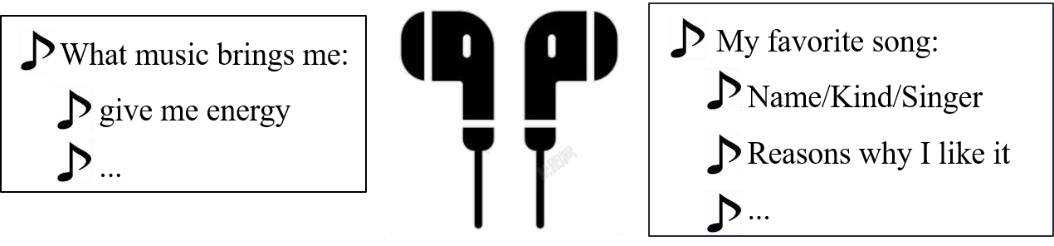 What music brings me:
give me energy
...
My favorite song:
Name/Kind/Singer
Reasons why I like it
...